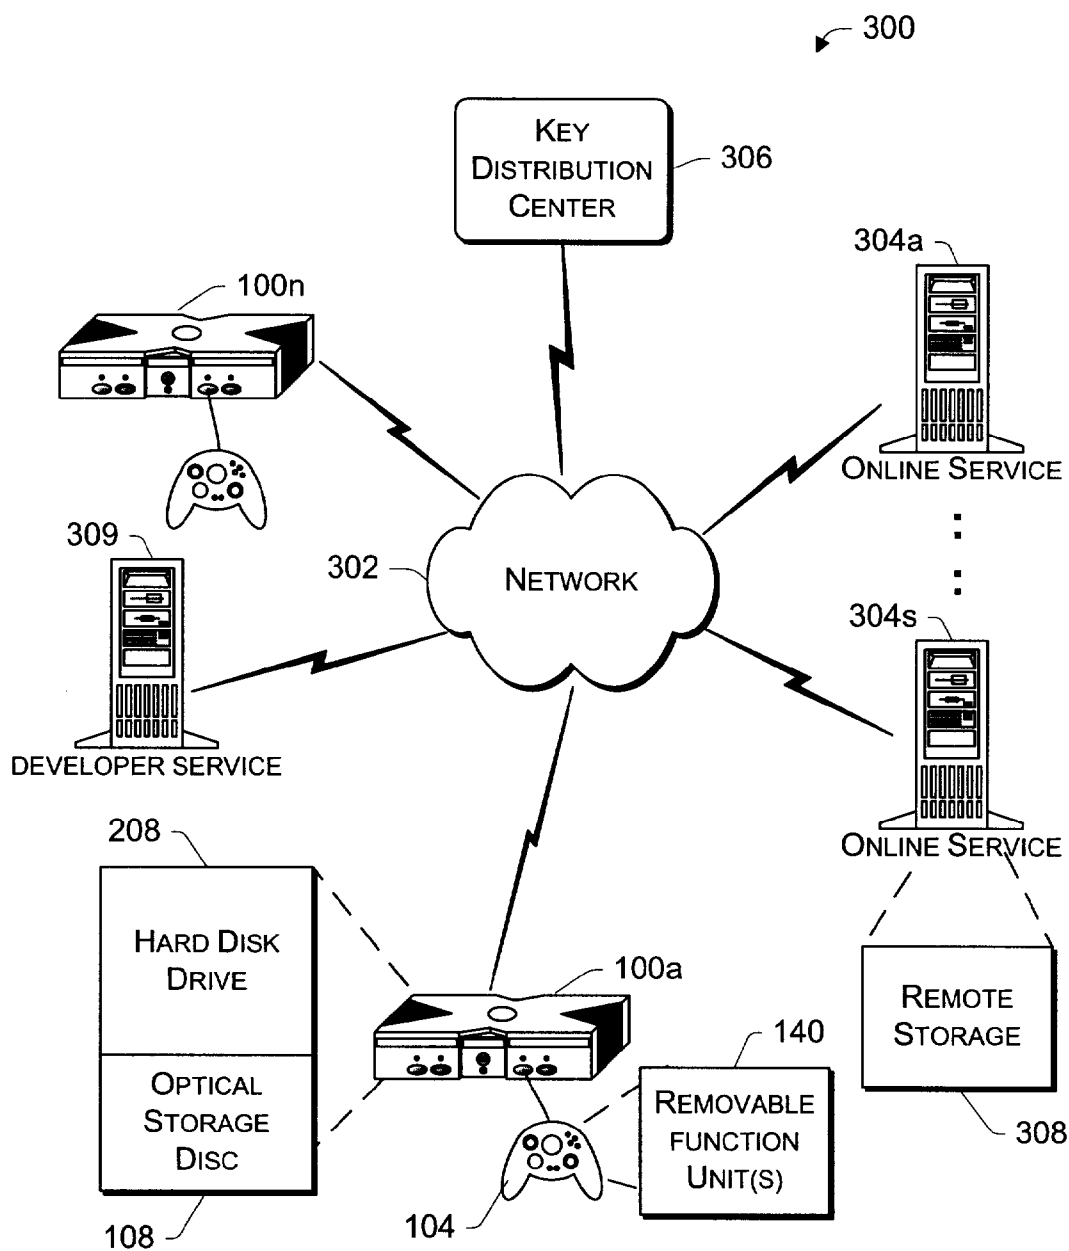 300
KEY
DISTRIBUTION
CENTER
306
304a
100n
ONLINE SERVICE
309
302
NETWORK
304s
DEVELOPER SERVICE
208
ONLINE SERVICE
HARD DISK
DRIVE
100a
REMOTE
STORAGE
140
OPTICAL
STORAGE
DISC
REMOVABLE
FUNCTION
UNIT(S)
308
104
108